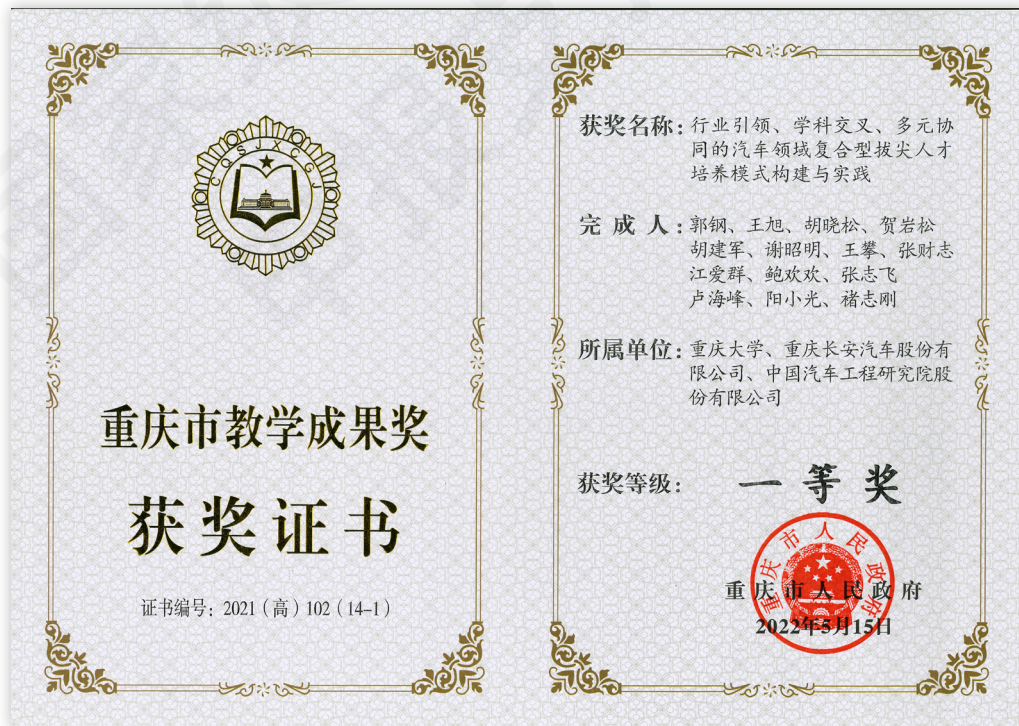 CQSJXCGJ
重庆市教学成果奖
获奖证书
证书编号：2021（高）102（14-1）
获奖名称：行业引领、学科交叉、多元协
同的汽车领域复合型拔尖人才
培养模式构建与实践
完成人：郭钢、王旭、胡晓松、贺岩松
胡建军、谢昭明、王攀、张财志
江爱群、鲍欢欢、张志飞
卢海峰、阳小光、褚志刚
所属单位：重庆大学、重庆长安汽车股份有
限公司、中国汽车工程研究院股
份有限公司
获奖等级：一等奖
重庆市人民政府
重庆市人民政府
2022年5月15日